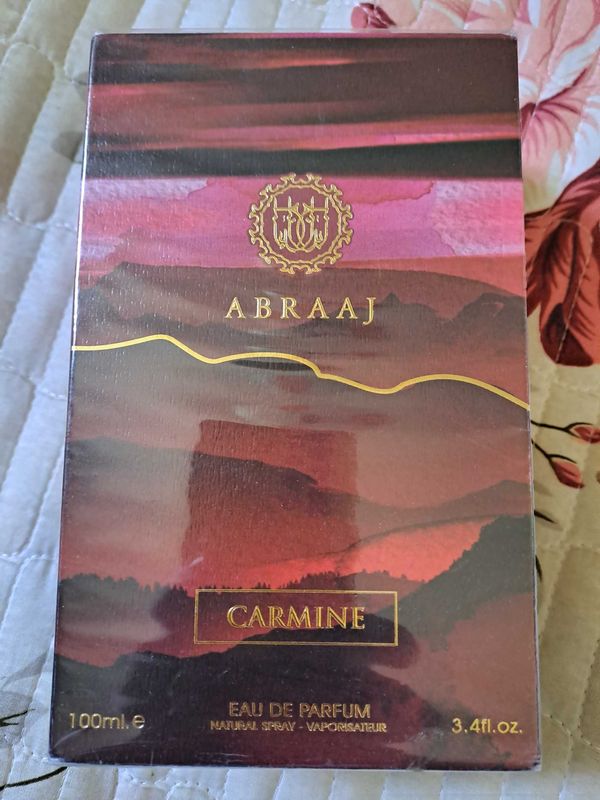 ABRAAJ
CARMINE
EAU DE PARFUM
NATURAL SPRAY - VAPORISATEUR
100ml.e
3.4fl.oz.